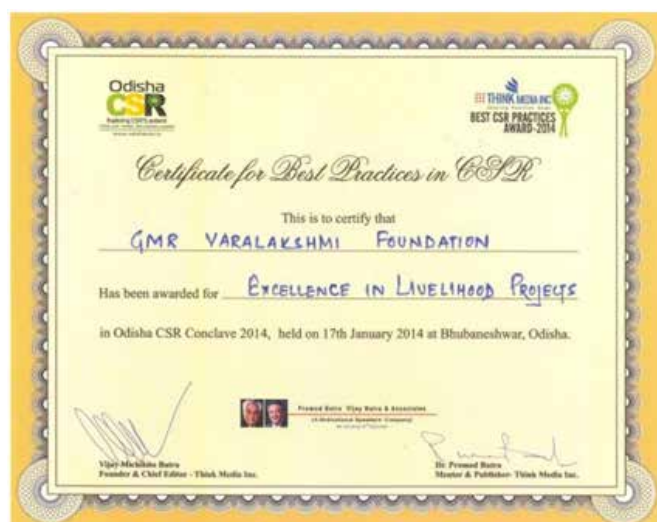 Odisha
CSR
THINK MEDIA INC
BEST CSR PRACTICES
AWARD-2014
Certificate for Best Practices in CSR
This is to certify that
GMR VARALAKSHMI FOUNDATION
Has been awarded for EXCELLENCE IN LIVELIHOOD PROJECTS
in Odisha CSR Conclave 2014, held on 17th January 2014 at Bhubaneshwar, Odisha.
Promod Batra Vijay Batra & Associates
Founder & Chief Editor - Think Media Inc.
Dr. Promod Batra
Mentor & Publisher- Think Media Inc.